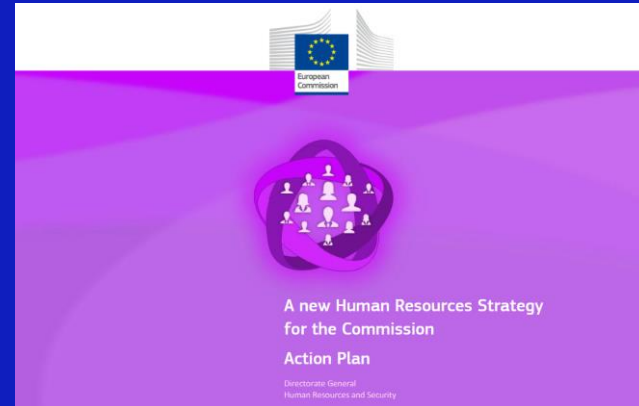 European
Commission
A new Human Resources Strategy
for the Commission
Action Plan
Directorate General
Human Resources and Security